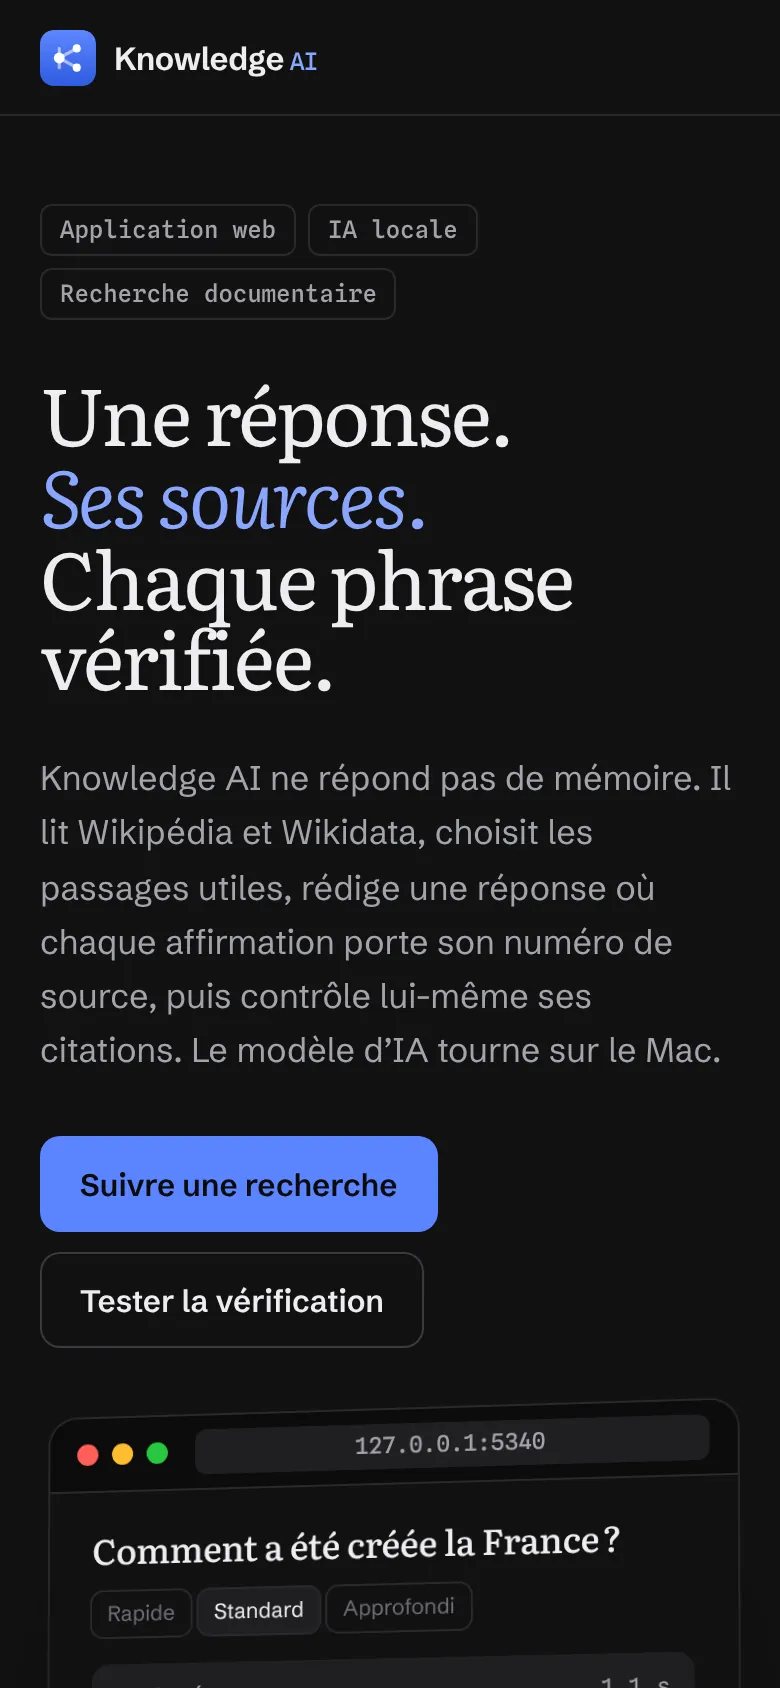 Knowledge AI
Application web
IA locale
Recherche documentaire
Une réponse.
Ses sources.
Chaque phrase
vérifiée.
Knowledge AI ne répond pas de mémoire. Il
lit Wikipédia et Wikidata, choisit les
passages utiles, rédige une réponse où
chaque affirmation porte son numéro de
source, puis contrôle lui-même ses
citations. Le modèle d’IA tourne sur le Mac.
Suivre une recherche
Tester la vérification
127.0.0.1:5340
Comment a été créée la France ?
Rapide
Standard
Approfondi